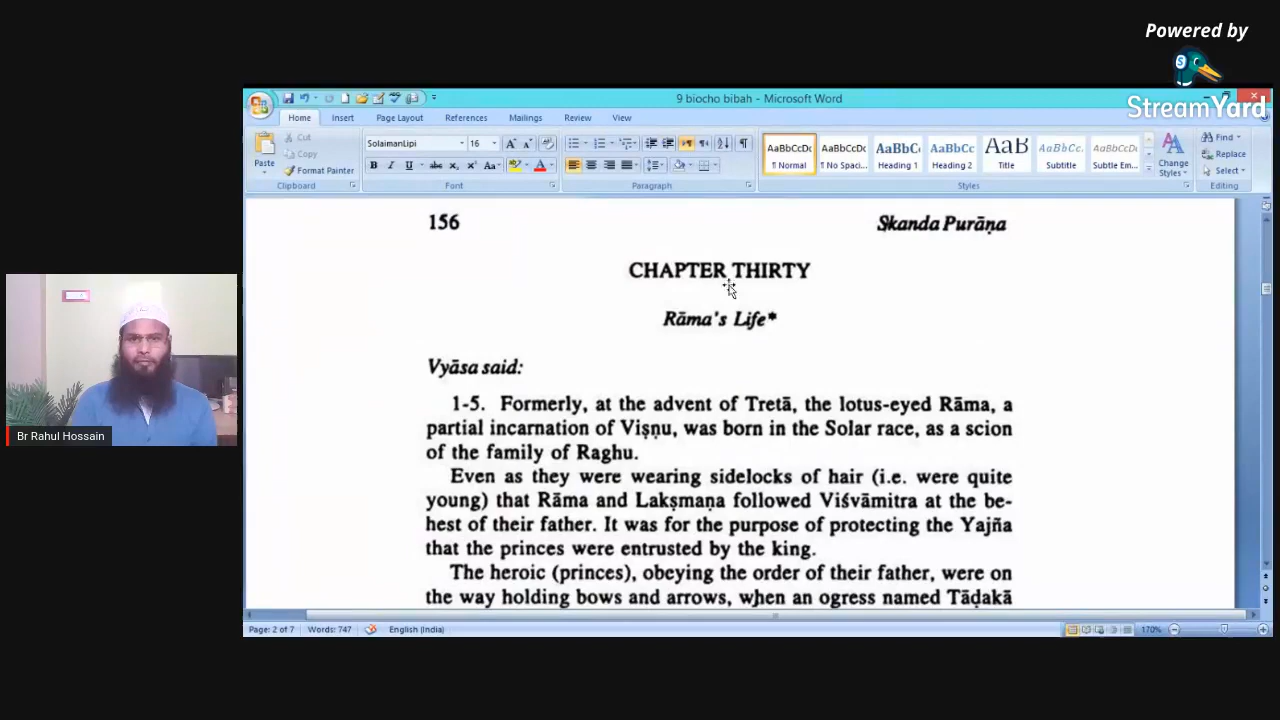 Powered by
StreamYard
9 biocho bibah - Microsoft Word
Home Insert Page Layout References Mailings Review View
Paste
Cut
Copy
Format Painter
Clipboard
SolaimanLipi 16
Font
Paragraph
AaBbCcDc AaBbCcDc AaBbC AaBbCc AaB AaBbCc. AaBbCcDc
¶ Normal ¶ No Spaci... Heading 1 Heading 2 Title Subtitle Subtle Em...
Change
Styles
Styles
Find
Replace
Select
Editing
156 Skanda Purāṇa
CHAPTER THIRTY
Rāma's Life*
Vyāsa said:
1-5. Formerly, at the advent of Tretā, the lotus-eyed Rāma, a
partial incarnation of Viṣṇu, was born in the Solar race, as a scion
of the family of Raghu.
Even as they were wearing sidelocks of hair (i.e. were quite
young) that Rāma and Lakṣmaṇa followed Viśvāmitra at the be-
hest of their father. It was for the purpose of protecting the Yajña
that the princes were entrusted by the king.
The heroic (princes), obeying the order of their father, were on
the way holding bows and arrows, when an ogress named Tāḍakā
Br Rahul Hossain
Page: 2 of 7 Words: 747 English (India) 170%